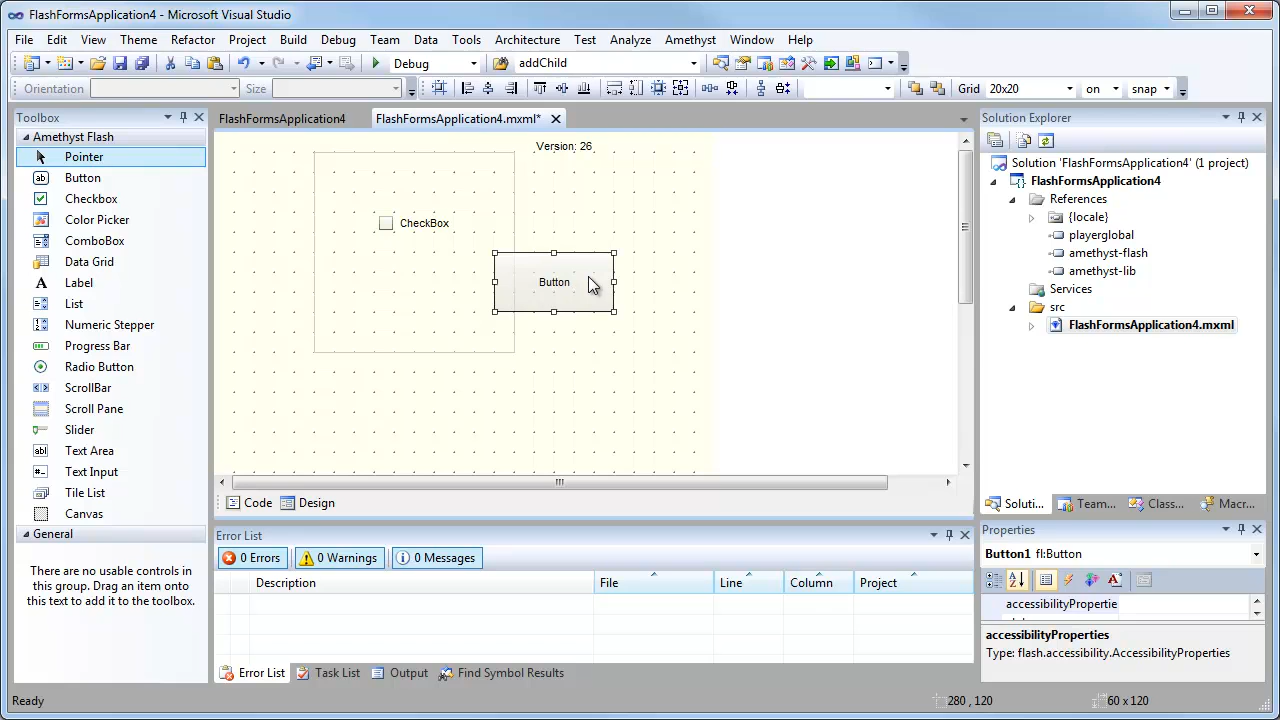 FlashFormsApplication4 - Microsoft Visual Studio
File Edit View Theme Refactor Project Build Debug Team Data Tools Architecture Test Analyze Amethyst Window Help
Debug addChild
Orientation Size Grid 20x20 on snap
Toolbox
Amethyst Flash
Pointer
Button
Checkbox
Color Picker
ComboBox
Data Grid
Label
List
Numeric Stepper
Progress Bar
Radio Button
ScrollBar
Scroll Pane
Slider
Text Area
Text Input
Tile List
Canvas
General
There are no usable controls in
this group. Drag an item onto
this text to add it to the toolbox.
FlashFormsApplication4 FlashFormsApplication4.mxml*
Version: 26
CheckBox
Button
Code Design
Error List
0 Errors 0 Warnings 0 Messages
Description File Line Column Project
Error List Task List Output Find Symbol Results
Solution Explorer
Solution 'FlashFormsApplication4' (1 project)
FlashFormsApplication4
References
{locale}
playerglobal
amethyst-flash
amethyst-lib
Services
src
FlashFormsApplication4.mxml
Soluti... Team... Class... Macr...
Properties
Button1 fl:Button
accessibilityPropertie
accessibilityProperties
Type: flash.accessibility.AccessibilityProperties
Ready 280 , 120 60 x 120